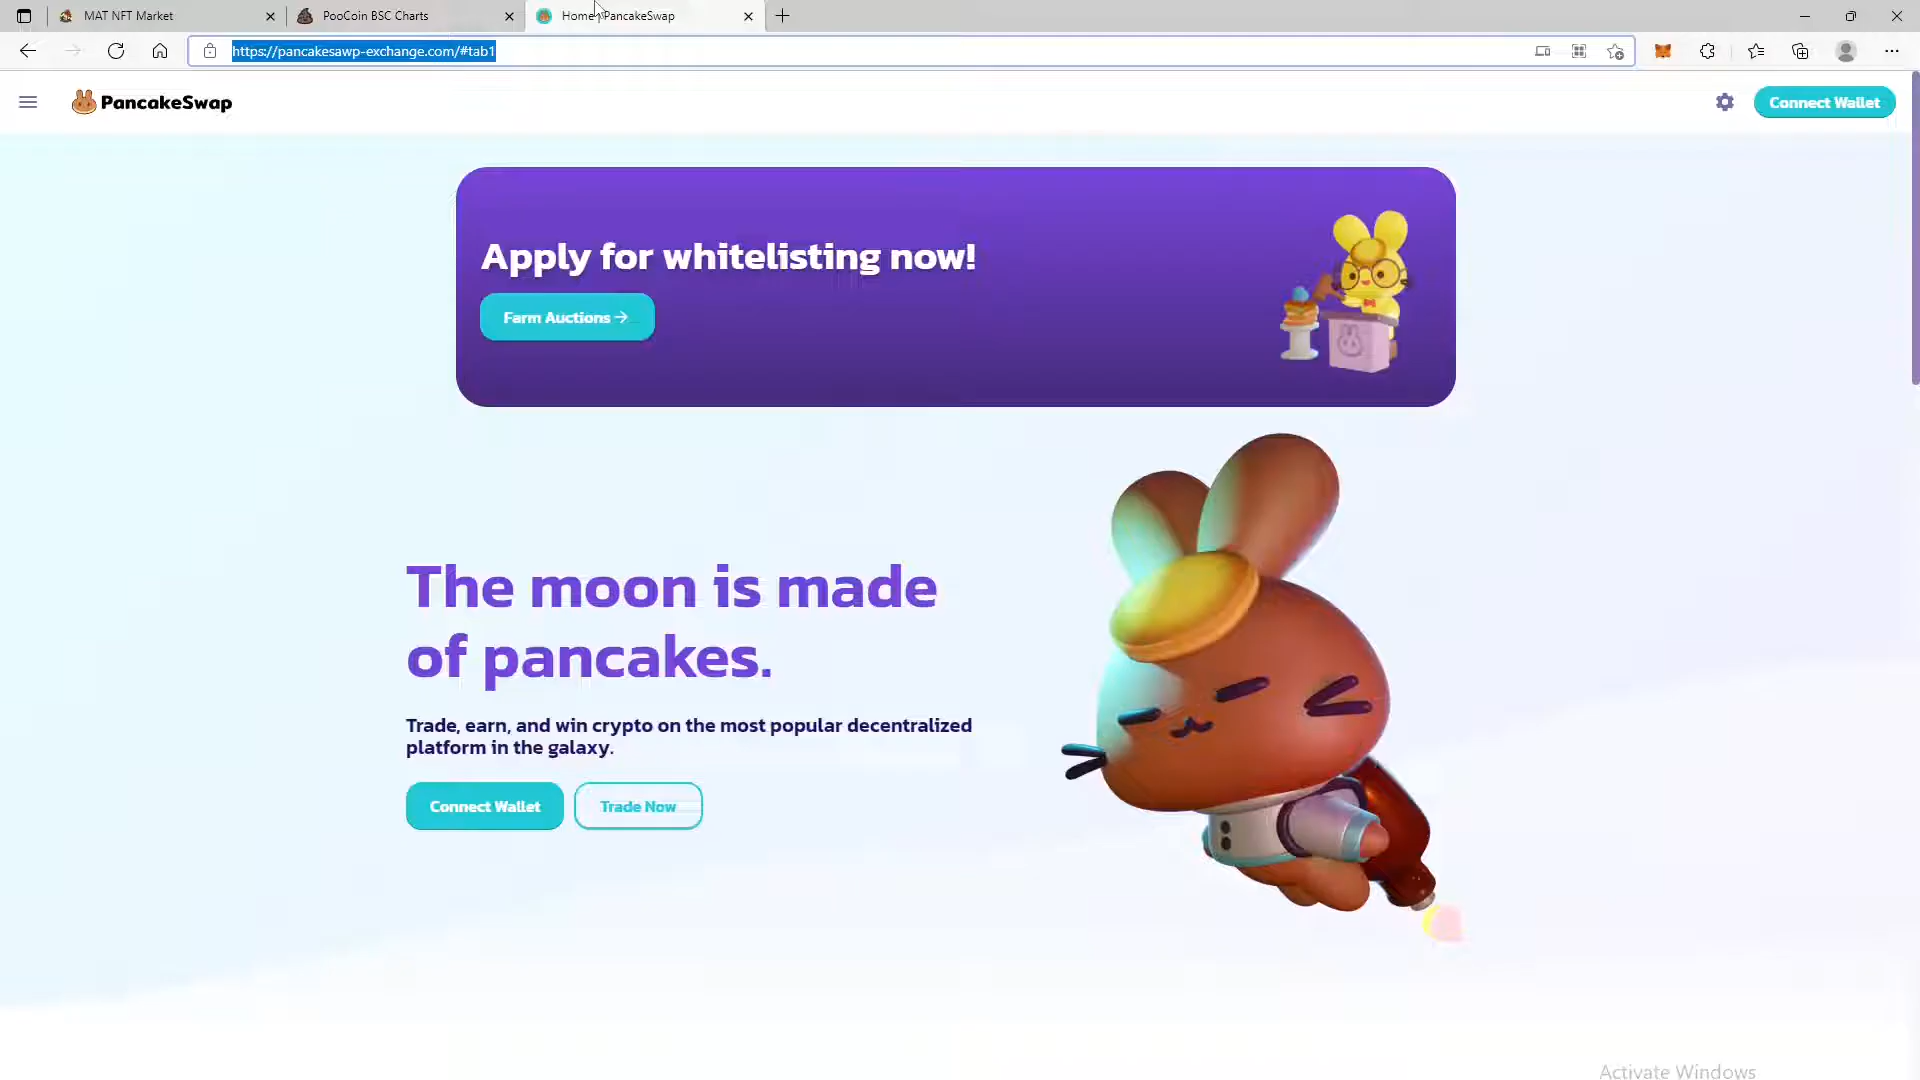 MAT NFT Market
PooCoin BSC Charts
Home | PancakeSwap
https://pancakesawp-exchange.com/#tab1
PancakeSwap
Connect Wallet
Apply for whitelisting now!
Farm Auctions →
The moon is made
of pancakes.
Trade, earn, and win crypto on the most popular decentralized
platform in the galaxy.
Connect Wallet
Trade Now
Activate Windows